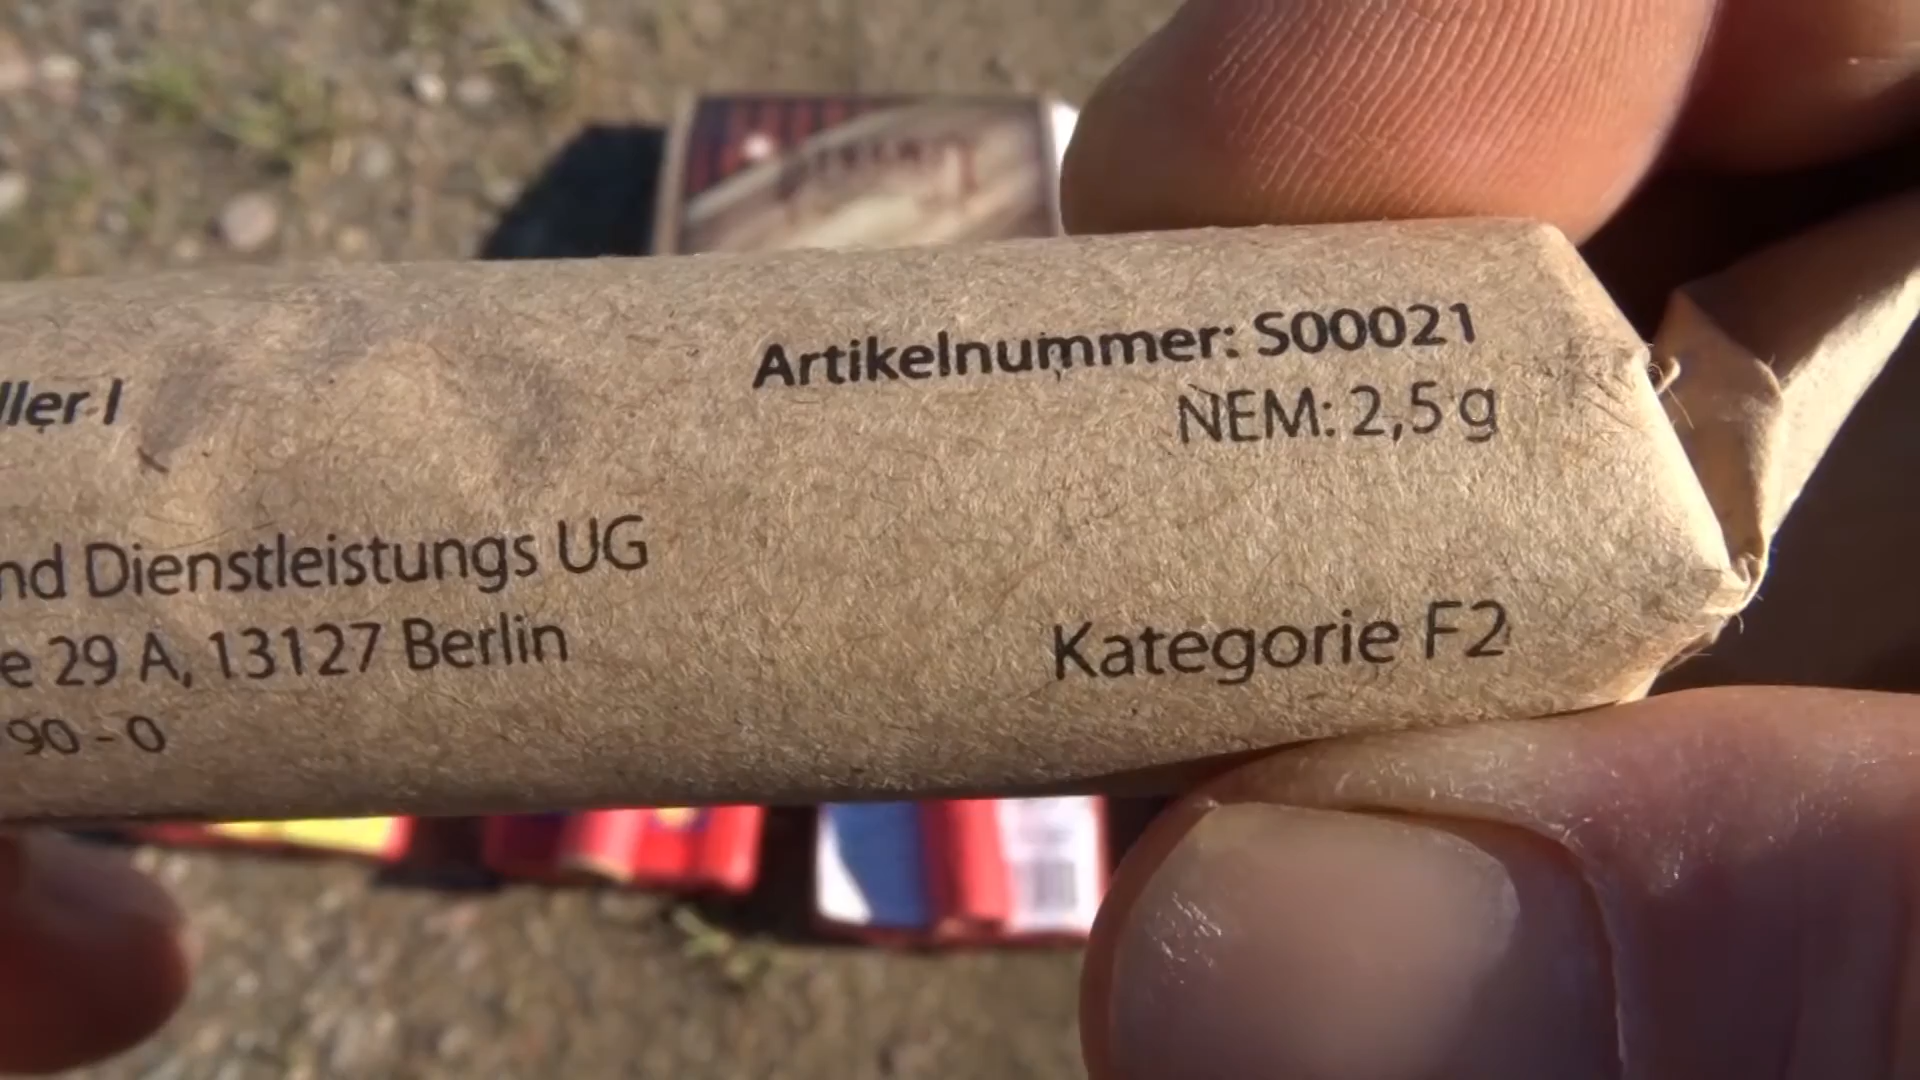 Artikelnummer: S00021
ller I
NEM: 2,5 g
nd Dienstleistungs UG
e 29 A, 13127 Berlin
Kategorie F2
90 - 0